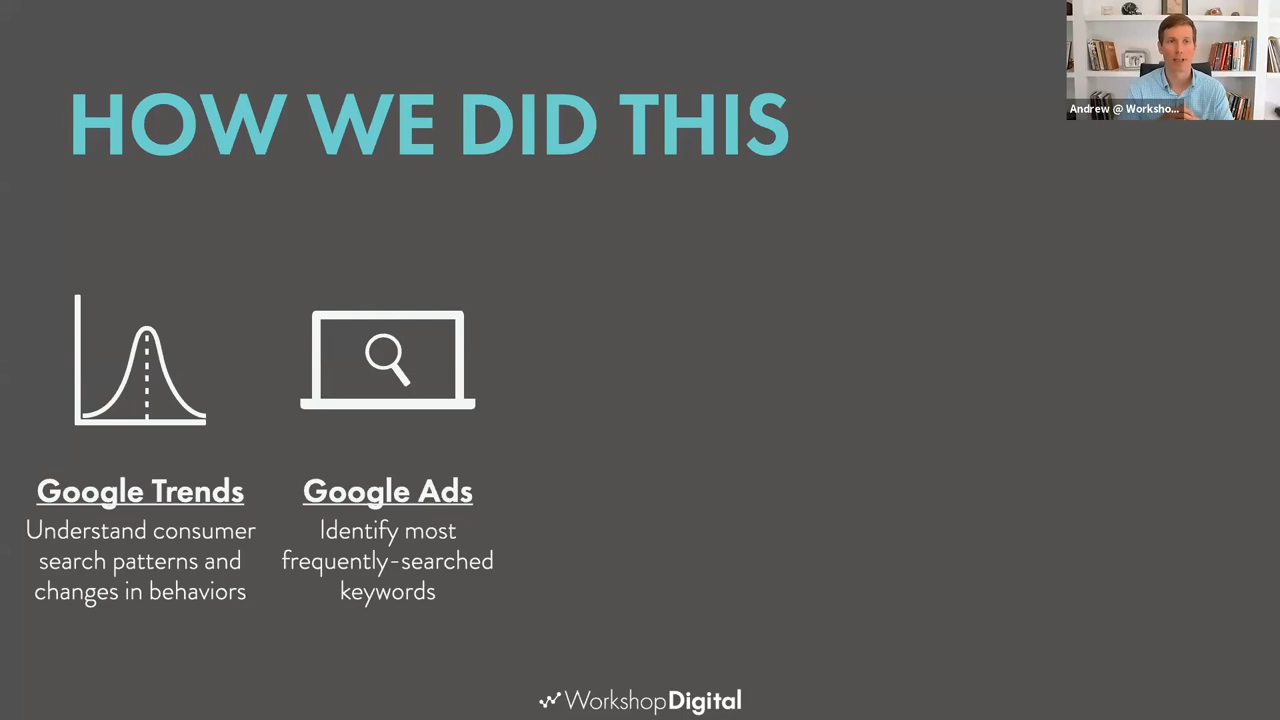 HOW WE DID THIS
Andrew @ Worksho...
Google Trends
Understand consumer
search patterns and
changes in behaviors
Google Ads
Identify most
frequently-searched
keywords
WorkshopDigital